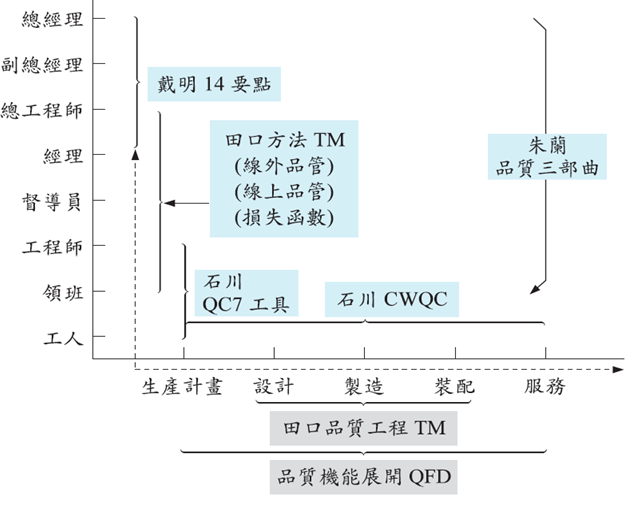 總經理
副總經理
總工程師
經理
督導員
工程師
領班
工人
戴明 14 要點
田口方法 TM
(線外品管)
(線上品管)
(損失函數)
朱蘭
品質三部曲
石川
QC7 工具
石川 CWQC
生產計畫
設計
製造
裝配
服務
田口品質工程 TM
品質機能展開 QFD